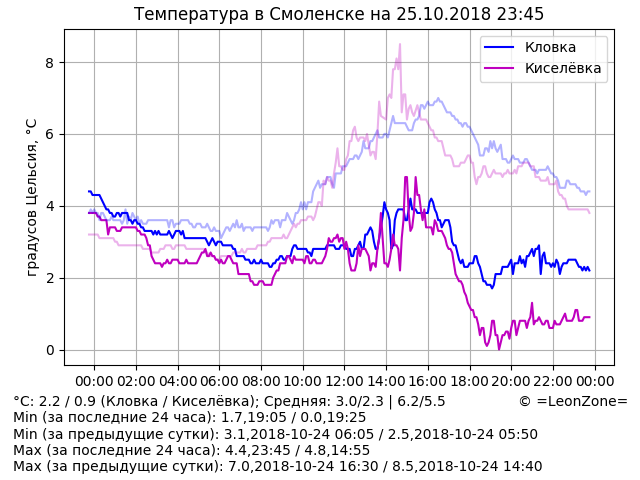 Температура в Смоленске на 25.10.2018 23:45
Кловка
Киселёвка
градусов Цельсия, °C
8
6
4
2
0
00:00 02:00 04:00 06:00 08:00 10:00 12:00 14:00 16:00 18:00 20:00 22:00 00:00
°C: 2.2 / 0.9 (Кловка / Киселёвка); Средняя: 3.0/2.3 | 6.2/5.5 © =LeonZone=
Min (за последние 24 часа): 1.7,19:05 / 0.0,19:25
Min (за предыдущие сутки): 3.1,2018-10-24 06:05 / 2.5,2018-10-24 05:50
Max (за последние 24 часа): 4.4,23:45 / 4.8,14:55
Max (за предыдущие сутки): 7.0,2018-10-24 16:30 / 8.5,2018-10-24 14:40